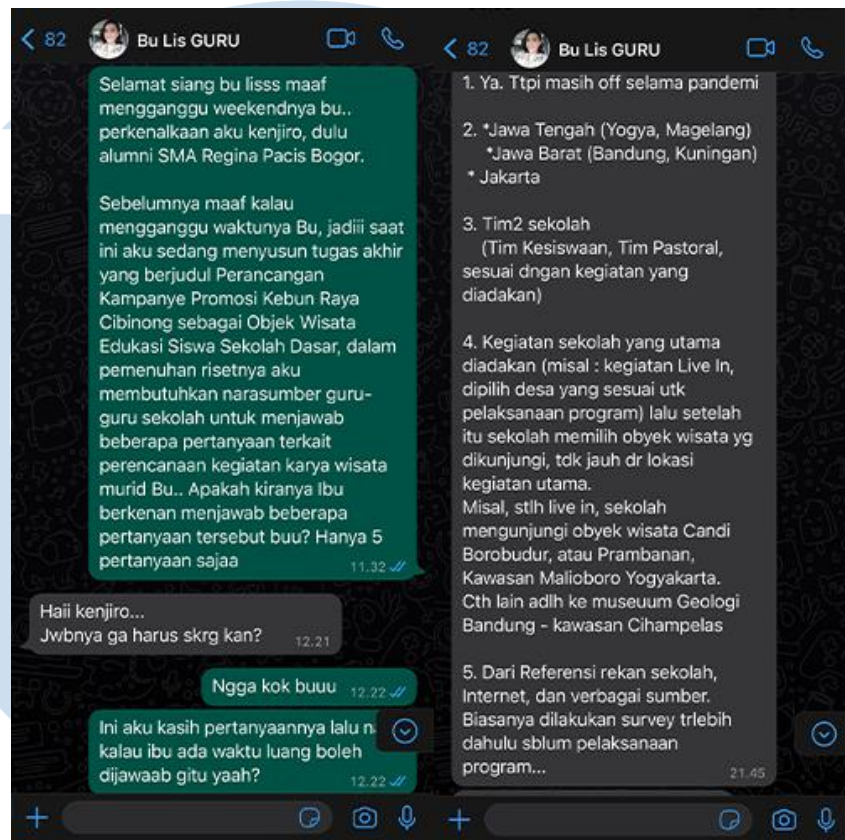 82
Bu Lis GURU
Selamat siang bu lisss maaf
mengganggu weekendnya bu..
perkenalkaan aku kenjiro, dulu
alumni SMA Regina Pacis Bogor.
Sebelumnya maaf kalau
mengganggu waktunya Bu, jadiii saat
ini aku sedang menyusun tugas akhir
yang berjudul Perancangan
Kampanye Promosi Kebun Raya
Cibinong sebagai Objek Wisata
Edukasi Siswa Sekolah Dasar, dalam
pemenuhan risetnya aku
membutuhkan narasumber guru-
guru sekolah untuk menjawab
beberapa pertanyaan terkait
perencanaan kegiatan karya wisata
murid Bu.. Apakah kiranya Ibu
berkenan menjawab beberapa
pertanyaan tersebut buu? Hanya 5
pertanyaan sajaa
11.32
Haii kenjiro...
Jwbnya ga harus skrg kan?
12.21
Ngga kok buuu
12.22
Ini aku kasih pertanyaannya lalu
kalau ibu ada waktu luang boleh
dijawaab gitu yaah?
12.22
82
Bu Lis GURU
1. Ya. Ttpi masih off selama pandemi
2. *Jawa Tengah (Yogya, Magelang)
*Jawa Barat (Bandung, Kuningan)
* Jakarta
3. Tim2 sekolah
(Tim Kesiswaan, Tim Pastoral,
sesuai dngan kegiatan yang
diadakan)
4. Kegiatan sekolah yang utama
diadakan (misal : kegiatan Live In,
dipilih desa yang sesuai utk
pelaksanaan program) lalu setelah
itu sekolah memilih obyek wisata yg
dikunjungi, tdk jauh dr lokasi
kegiatan utama.
Misal, stlh live in, sekolah
mengunjungi obyek wisata Candi
Borobudur, atau Prambanan,
Kawasan Malioboro Yogyakarta.
Cth lain adlh ke museuum Geologi
Bandung - kawasan Cihampelas
5. Dari Referensi rekan sekolah,
Internet, dan verbagai sumber.
Biasanya dilakukan survey trlebih
dahulu sblum pelaksanaan
program...
21.45